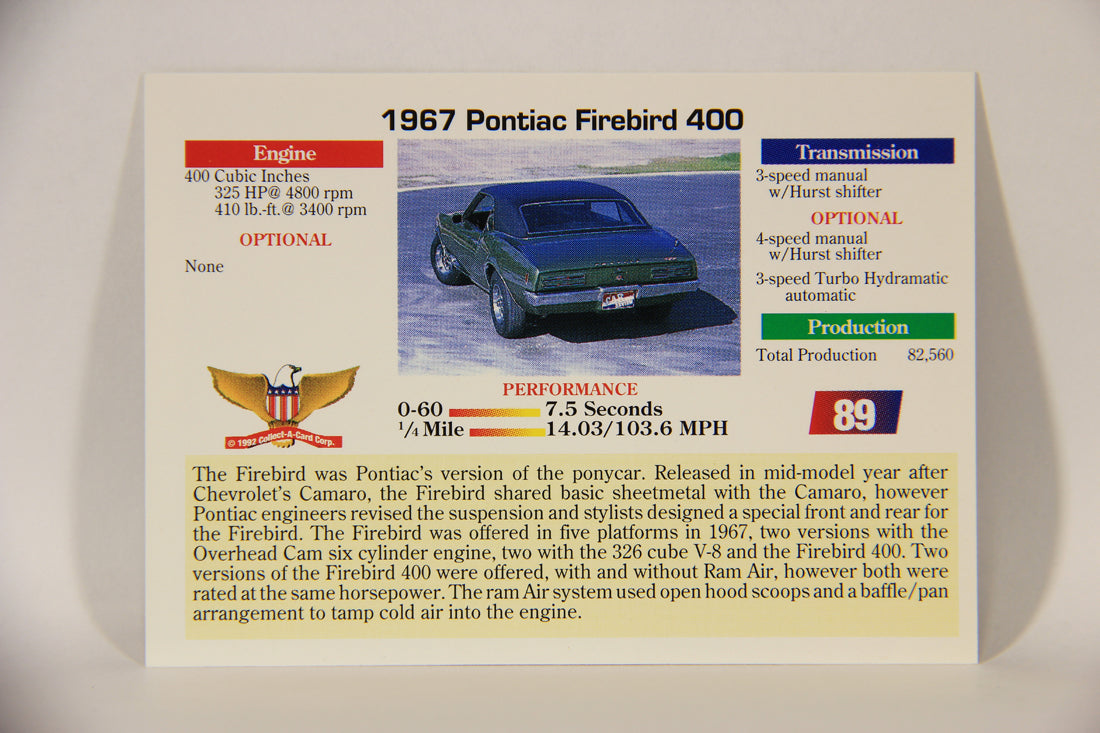 1967 Pontiac Firebird 400
Engine
400 Cubic Inches
325 HP@ 4800 rpm
410 lb.-ft.@ 3400 rpm
OPTIONAL
None
© 1992 Collect-A-Card Corp.
PERFORMANCE
0-60 7.5 Seconds
1/4 Mile 14.03/103.6 MPH
Transmission
3-speed manual
w/Hurst shifter
OPTIONAL
4-speed manual
w/Hurst shifter
3-speed Turbo Hydramatic
automatic
Production
Total Production 82,560
89
The Firebird was Pontiac's version of the ponycar. Released in mid-model year after
Chevrolet's Camaro, the Firebird shared basic sheetmetal with the Camaro, however
Pontiac engineers revised the suspension and stylists designed a special front and rear for
the Firebird. The Firebird was offered in five platforms in 1967, two versions with the
Overhead Cam six cylinder engine, two with the 326 cube V-8 and the Firebird 400. Two
versions of the Firebird 400 were offered, with and without Ram Air, however both were
rated at the same horsepower. The ram Air system used open hood scoops and a baffle/pan
arrangement to tamp cold air into the engine.